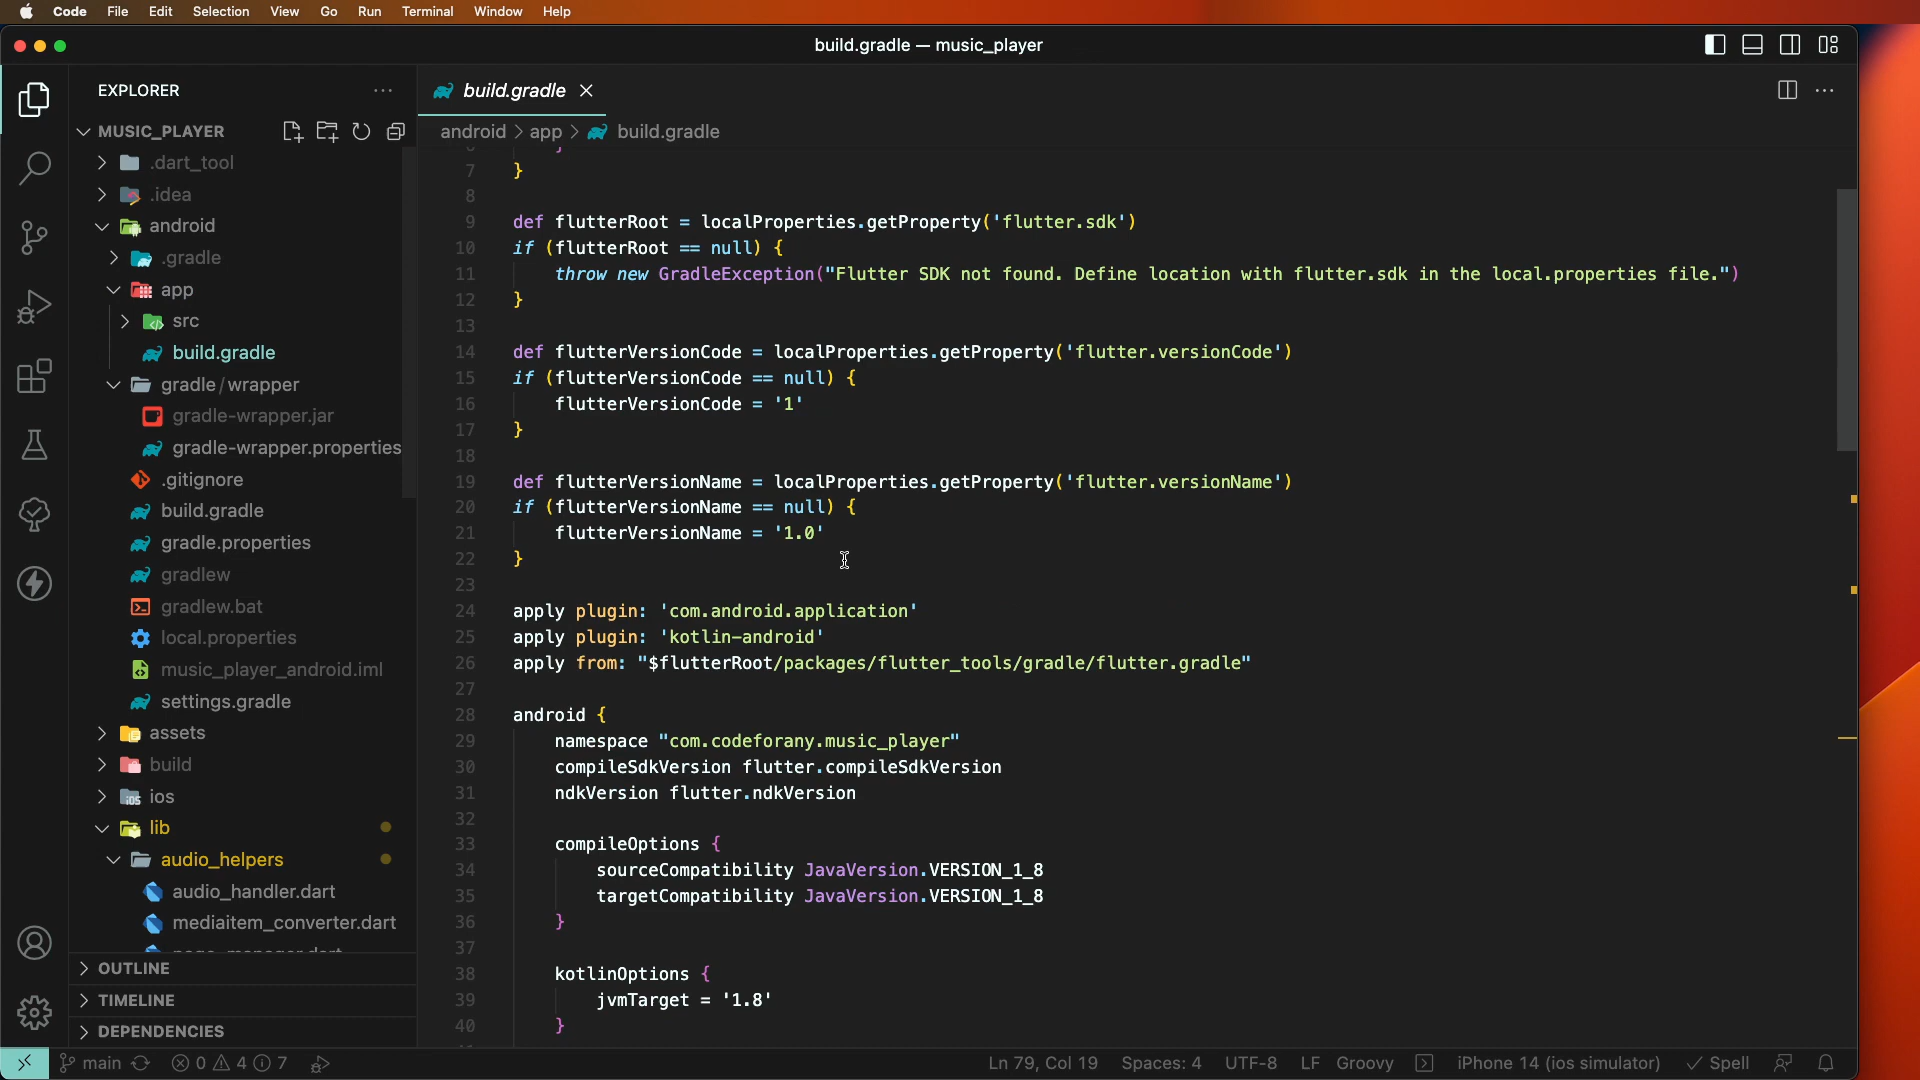 Code File Edit Selection View Go Run Terminal Window Help
build.gradle — music_player
EXPLORER
MUSIC_PLAYER
.dart_tool
.idea
android
.gradle
app
src
build.gradle
gradle/wrapper
gradle-wrapper.jar
gradle-wrapper.properties
.gitignore
build.gradle
gradle.properties
gradlew
gradlew.bat
local.properties
music_player_android.iml
settings.gradle
assets
build
ios
lib
audio_helpers
audio_handler.dart
mediaitem_converter.dart
OUTLINE
TIMELINE
DEPENDENCIES
build.gradle
android > app > build.gradle
7 }
8
9 def flutterRoot = localProperties.getProperty('flutter.sdk')
10 if (flutterRoot == null) {
11 throw new GradleException("Flutter SDK not found. Define location with flutter.sdk in the local.properties file.")
12 }
13
14 def flutterVersionCode = localProperties.getProperty('flutter.versionCode')
15 if (flutterVersionCode == null) {
16 flutterVersionCode = '1'
17 }
18
19 def flutterVersionName = localProperties.getProperty('flutter.versionName')
20 if (flutterVersionName == null) {
21 flutterVersionName = '1.0'
22 }
23
24 apply plugin: 'com.android.application'
25 apply plugin: 'kotlin-android'
26 apply from: "$flutterRoot/packages/flutter_tools/gradle/flutter.gradle"
27
28 android {
29 namespace "com.codeforany.music_player"
30 compileSdkVersion flutter.compileSdkVersion
31 ndkVersion flutter.ndkVersion
32
33 compileOptions {
34 sourceCompatibility JavaVersion.VERSION_1_8
35 targetCompatibility JavaVersion.VERSION_1_8
36 }
37
38 kotlinOptions {
39 jvmTarget = '1.8'
40 }
main 0 4 7 Ln 79, Col 19 Spaces: 4 UTF-8 LF Groovy iPhone 14 (ios simulator) Spell